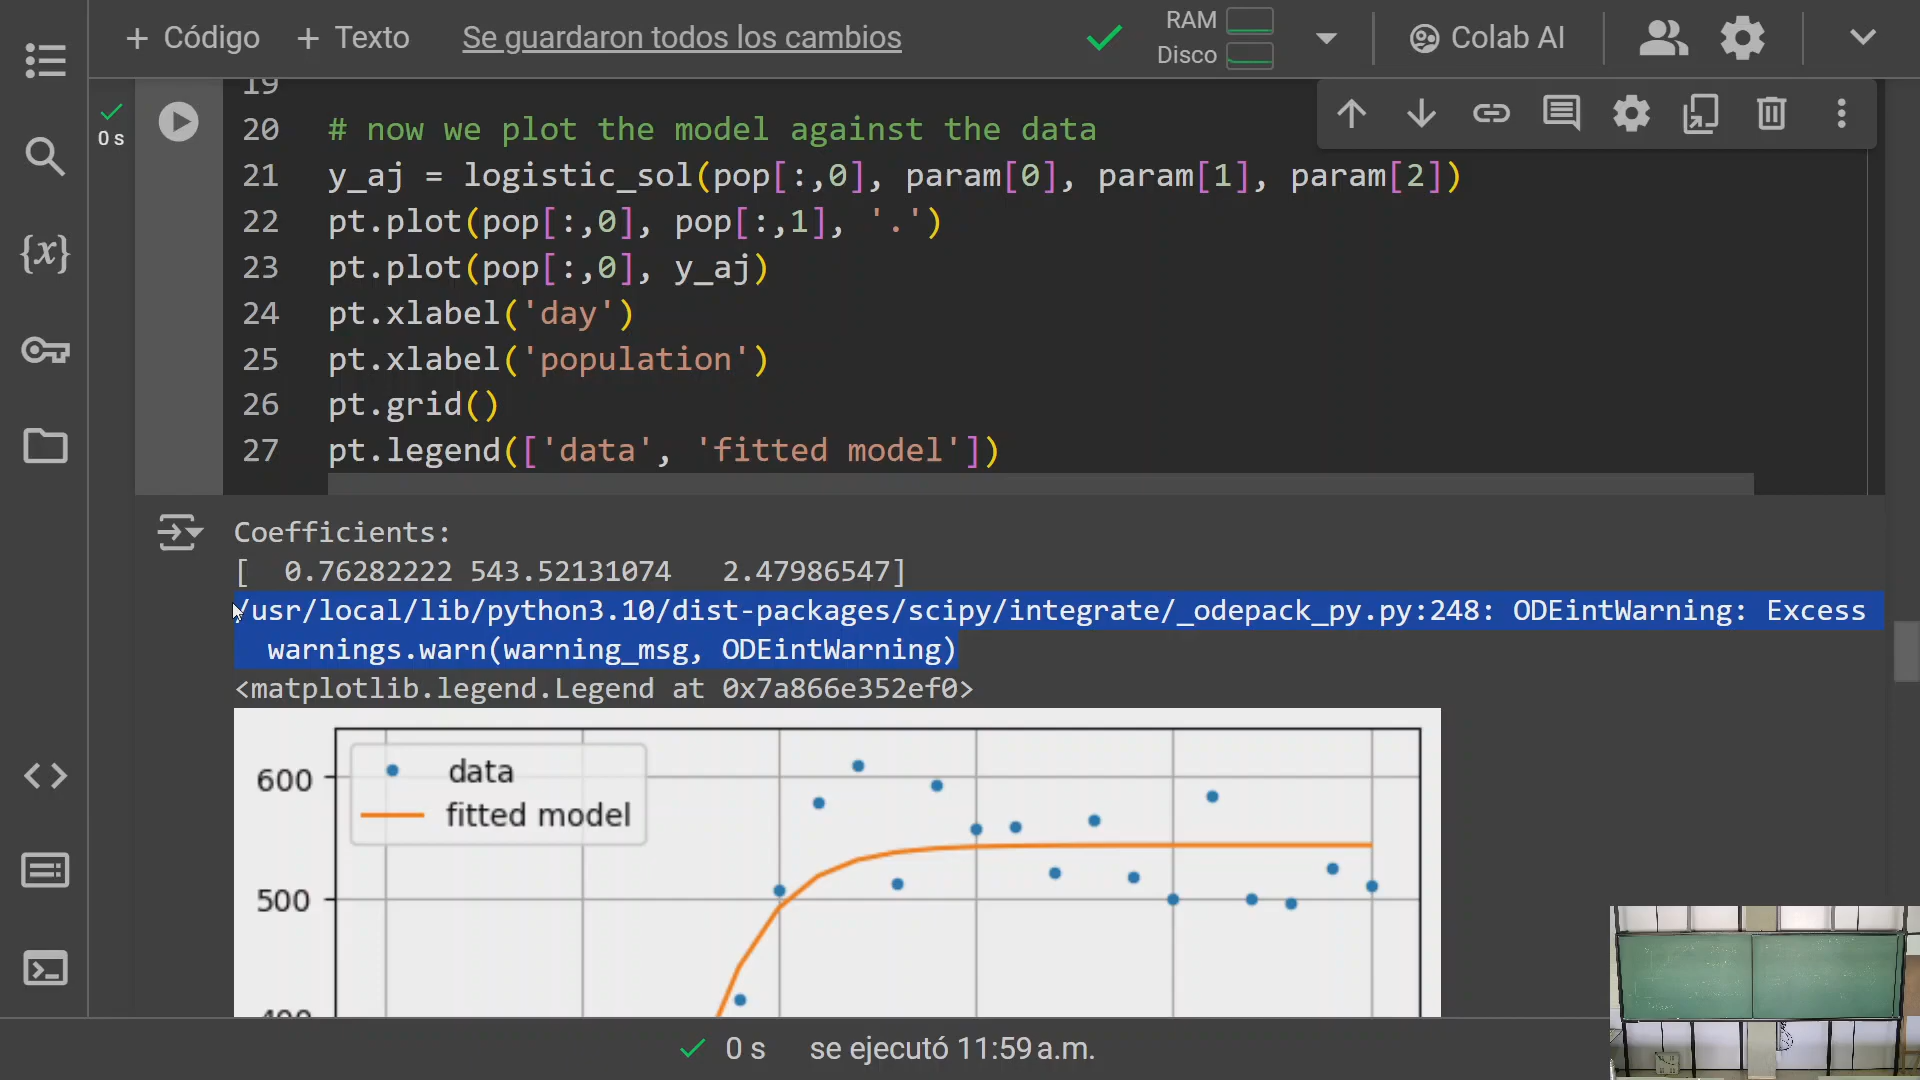 + Código + Texto Se guardaron todos los cambios
RAM
Disco
Colab AI
{x}
0 s
19
20 # now we plot the model against the data
21 y_aj = logistic_sol(pop[:,0], param[0], param[1], param[2])
22 pt.plot(pop[:,0], pop[:,1], '.')
23 pt.plot(pop[:,0], y_aj)
24 pt.xlabel('day')
25 pt.xlabel('population')
26 pt.grid()
27 pt.legend(['data', 'fitted model'])
Coefficients:
[ 0.76282222 543.52131074 2.47986547]
/usr/local/lib/python3.10/dist-packages/scipy/integrate/_odepack_py.py:248: ODEintWarning: Excess
warnings.warn(warning_msg, ODEintWarning)
<matplotlib.legend.Legend at 0x7a866e352ef0>
data
fitted model
600
500
400
0 s se ejecutó 11:59 a.m.